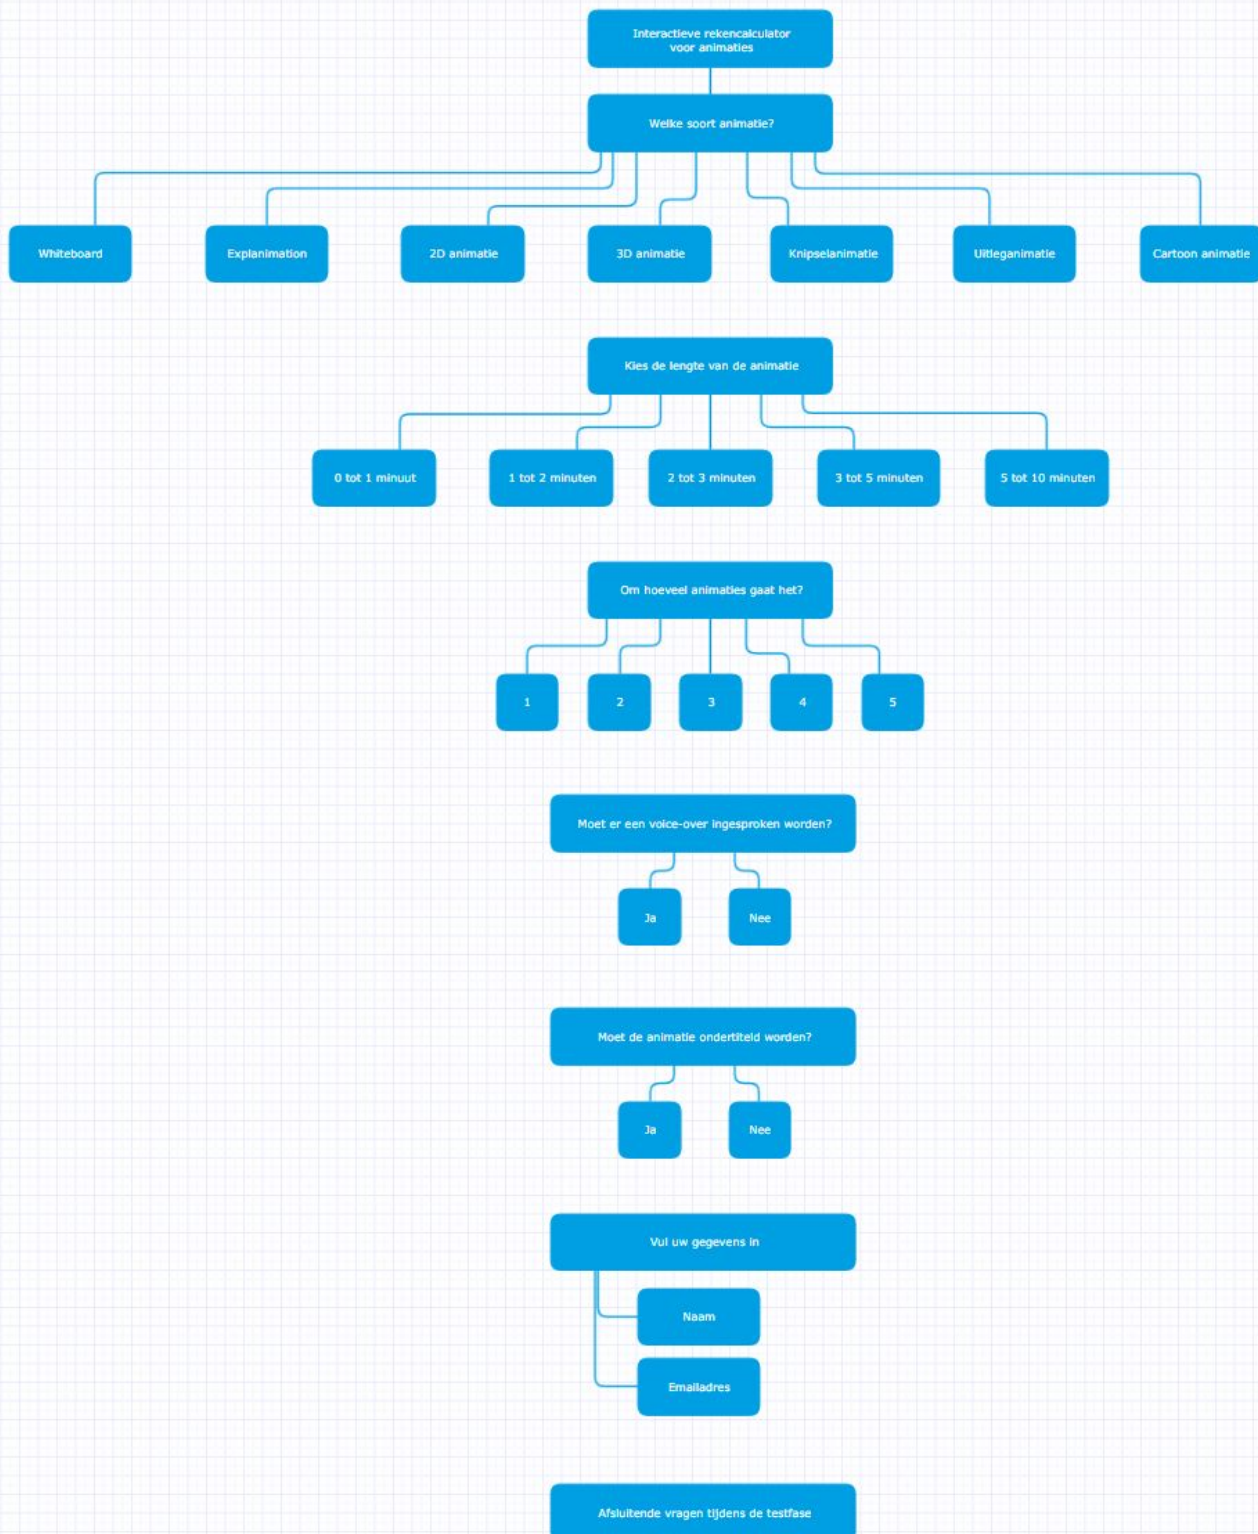 Interactieve rekencalculator
voor animaties
Welke soort animatie?
Whiteboard
Explanimation
2D animatie
3D animatie
Knipselanimatie
Uitleganimatie
Cartoon animatie
Kies de lengte van de animatie
0 tot 1 minuut
1 tot 2 minuten
2 tot 3 minuten
3 tot 5 minuten
5 tot 10 minuten
Om hoeveel animaties gaat het?
1
2
3
4
5
Moet er een voice-over ingesproken worden?
Ja
Nee
Moet de animatie ondertiteld worden?
Ja
Nee
Vul uw gegevens in
Naam
Emailadres
Afsluitende vragen tijdens de testfase